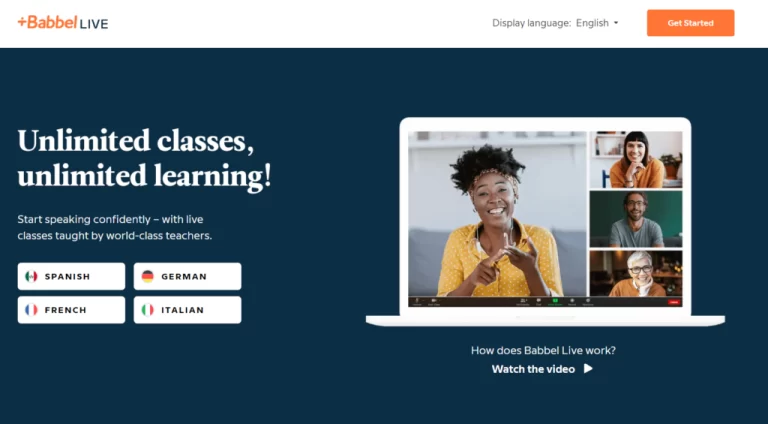 +Babbel LIVE
Display language: English
Get Started
Unlimited classes,
unlimited learning!
Start speaking confidently – with live
classes taught by world-class teachers.
SPANISH
GERMAN
FRENCH
ITALIAN
How does Babbel Live work?
Watch the video